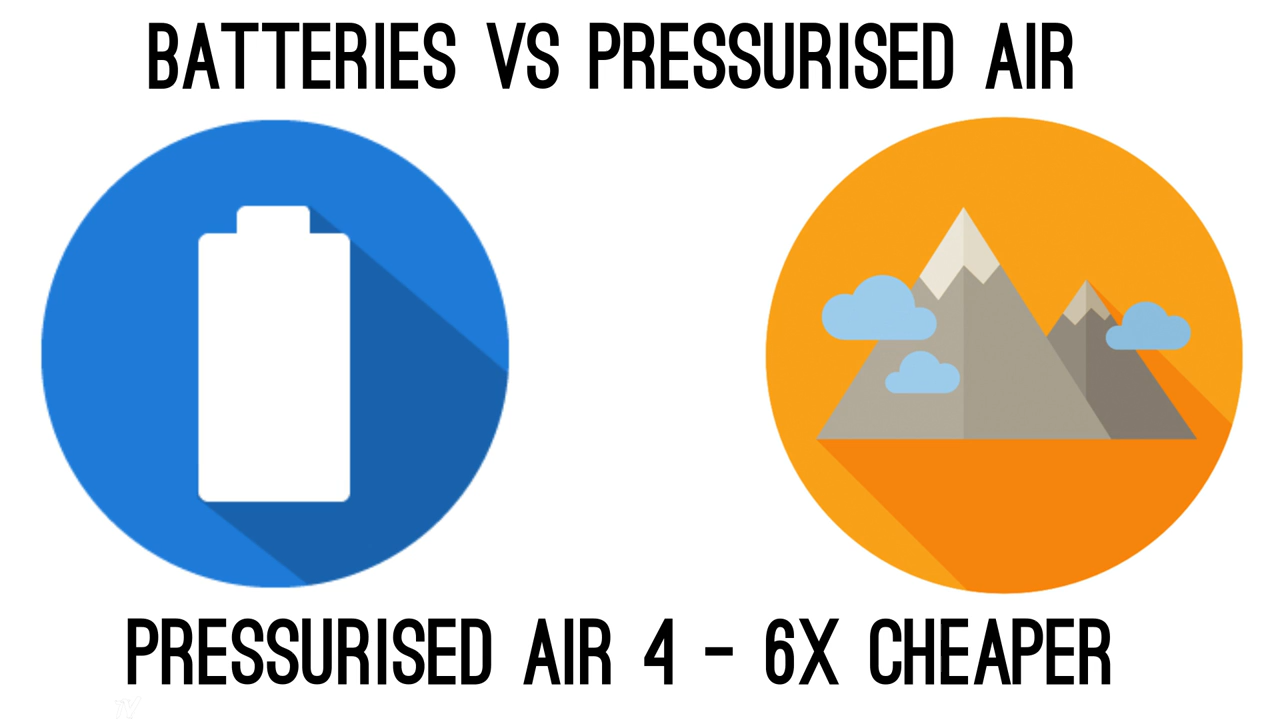 BATTERIES VS PRESSURISED AIR
PRESSURISED AIR 4 - 6X CHEAPER